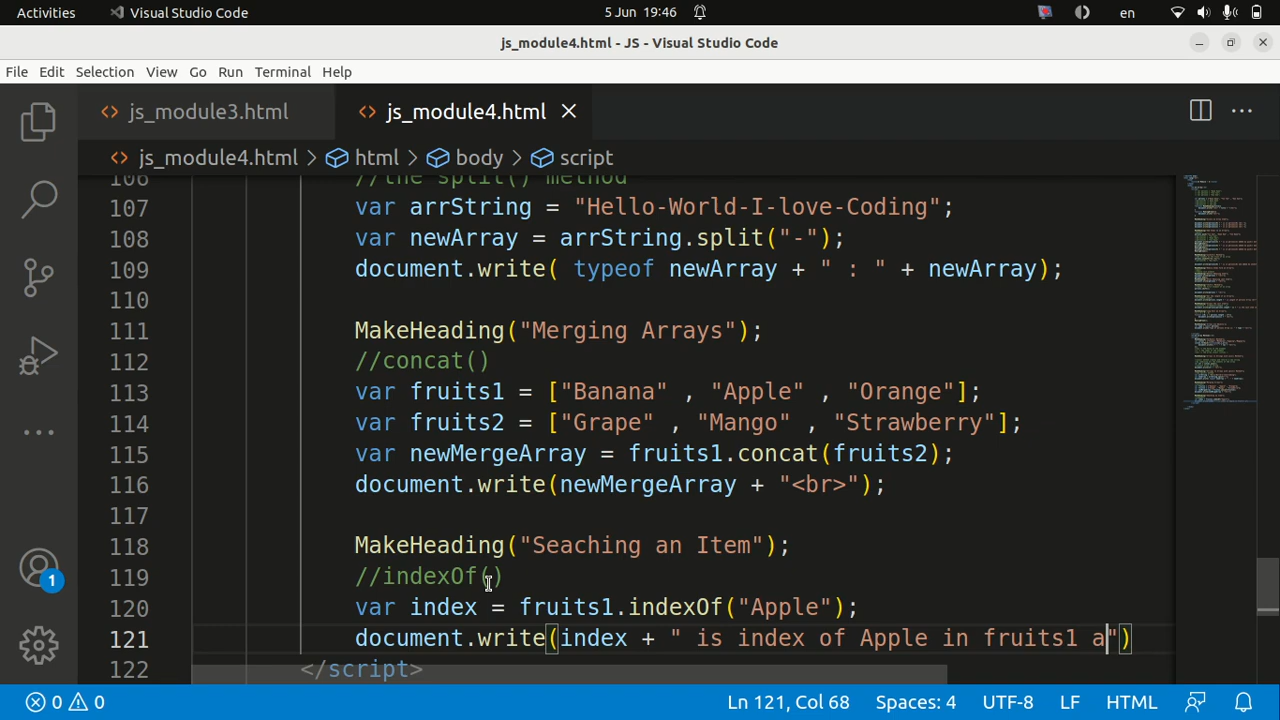 Activities Visual Studio Code 5 Jun 19:46 en
js_module4.html - JS - Visual Studio Code
File Edit Selection View Go Run Terminal Help
js_module3.html js_module4.html
js_module4.html > html > body > script
106 //the split() method
107 var arrString = "Hello-World-I-love-Coding";
108 var newArray = arrString.split("-");
109 document.write( typeof newArray + " : " + newArray);
110
111 MakeHeading("Merging Arrays");
112 //concat()
113 var fruits1 = ["Banana" , "Apple" , "Orange"];
114 var fruits2 = ["Grape" , "Mango" , "Strawberry"];
115 var newMergeArray = fruits1.concat(fruits2);
116 document.write(newMergeArray + "<br>");
117
118 MakeHeading("Seaching an Item");
119 //indexOf()
120 var index = fruits1.indexOf("Apple");
121 document.write(index + " is index of Apple in fruits1 a")
122 </script>
1
0 0 Ln 121, Col 68 Spaces: 4 UTF-8 LF HTML